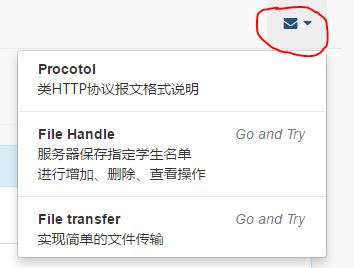 Procotol
类HTTP协议报文格式说明
File Handle Go and Try
服务器保存指定学生名单
进行增加、删除、查看操作
File transfer Go and Try
实现简单的文件传输